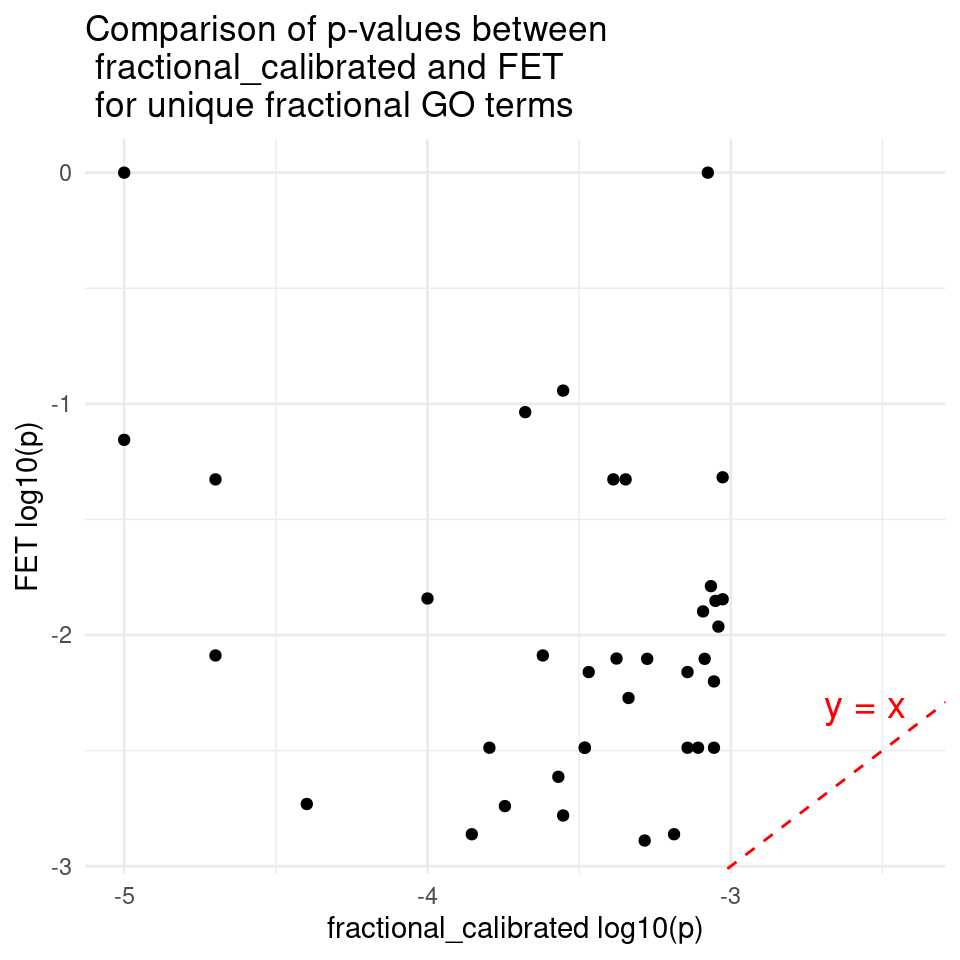 Comparison of p-values between
fractional_calibrated and FET
for unique fractional GO terms
0
-1
-2
-3
FET log10(p)
y = x
-5
-4
-3
fractional_calibrated log10(p)